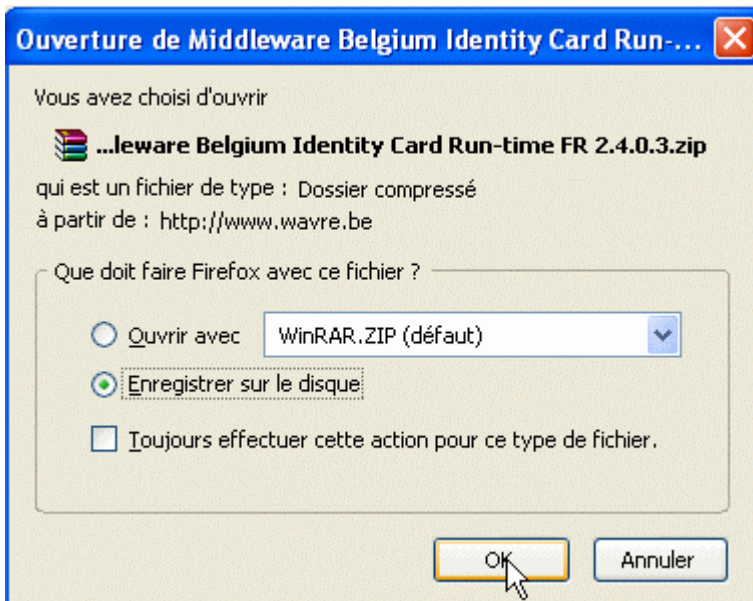 Ouverture de Middleware Belgium Identity Card Run-...
Vous avez choisi d'ouvrir
...leware Belgium Identity Card Run-time FR 2.4.0.3.zip
qui est un fichier de type : Dossier compressé
à partir de : http://www.wavre.be
Que doit faire Firefox avec ce fichier ?
Ouvrir avec WinRAR.ZIP (défaut)
Enregistrer sur le disque
Toujours effectuer cette action pour ce type de fichier.
OK Annuler